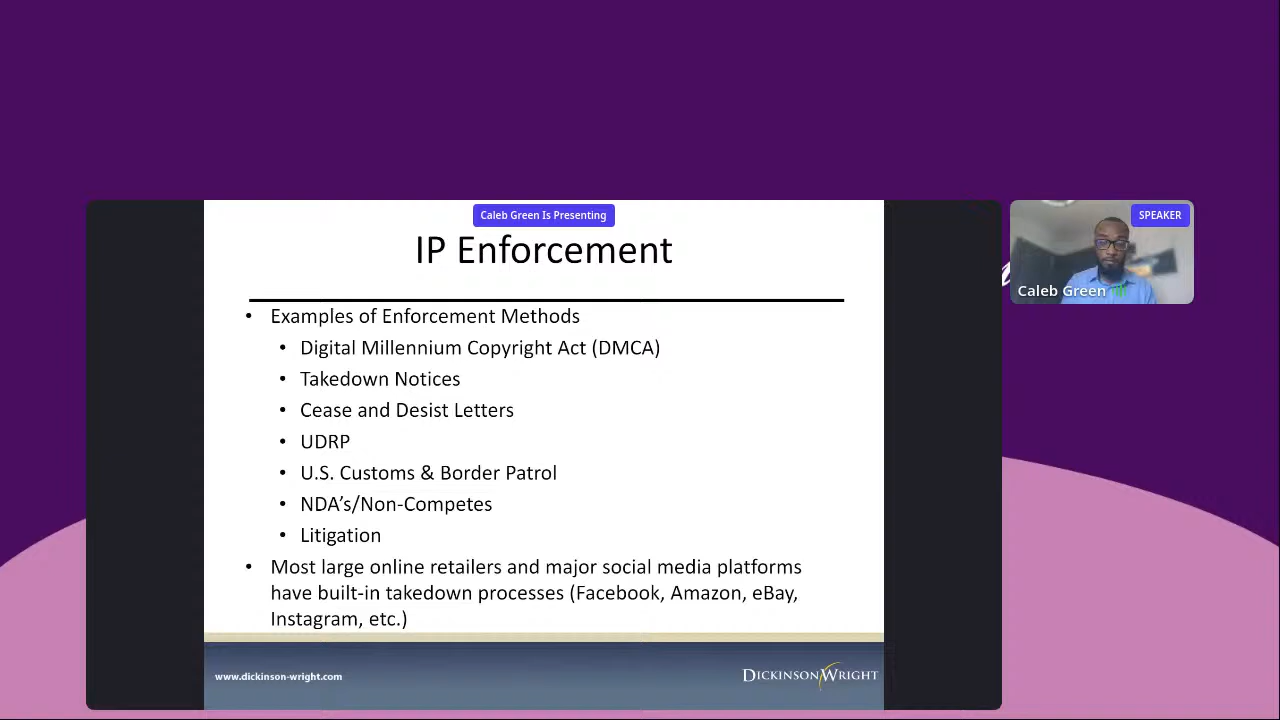 Caleb Green Is Presenting
SPEAKER
IP Enforcement
Caleb Green
• Examples of Enforcement Methods
• Digital Millennium Copyright Act (DMCA)
• Takedown Notices
• Cease and Desist Letters
• UDRP
• U.S. Customs & Border Patrol
• NDA’s/Non-Competes
• Litigation
• Most large online retailers and major social media platforms
have built-in takedown processes (Facebook, Amazon, eBay,
Instagram, etc.)
www.dickinson-wright.com
DICKINSON WRIGHT